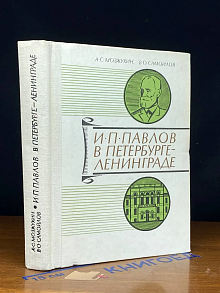 А·С·МОЗЖУХИН, В·О·САМОЙЛОВ
И·П·ПАВЛОВ
В ПЕТЕРБУРГЕ–
ЛЕНИНГРАДЕ
А·С·МОЗЖУХИН
В·О·САМОЙЛОВ
И·П·ПАВЛОВ В ПЕТЕРБУРГЕ–ЛЕНИНГРАДЕ